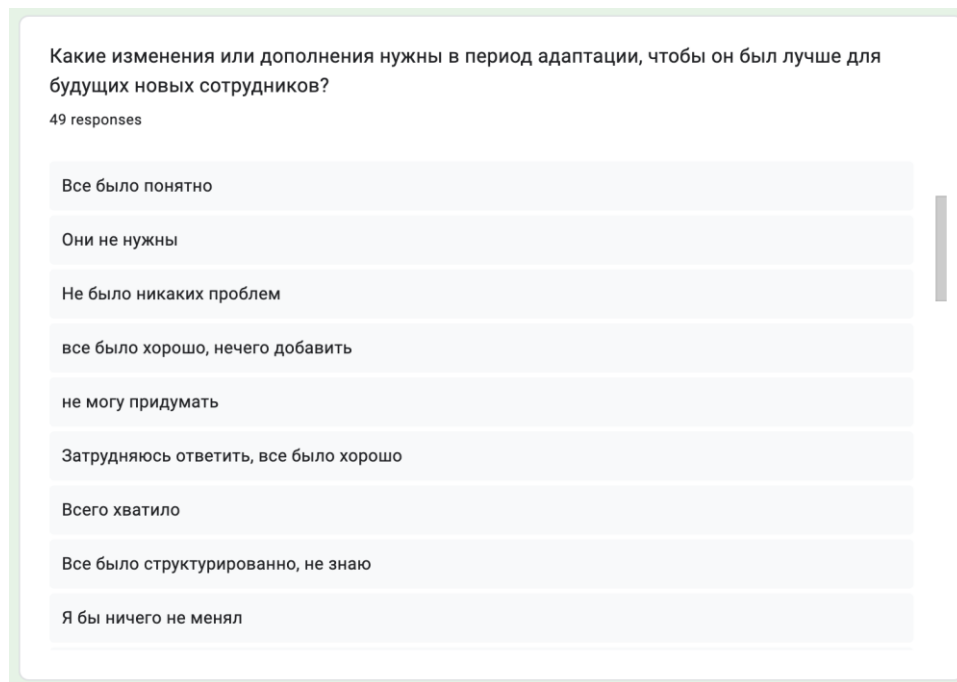 Какие изменения или дополнения нужны в период адаптации, чтобы он был лучше для
будущих новых сотрудников?
49 responses
Все было понятно
Они не нужны
Не было никаких проблем
все было хорошо, нечего добавить
не могу придумать
Затрудняюсь ответить, все было хорошо
Всего хватило
Все было структурированно, не знаю
Я бы ничего не менял